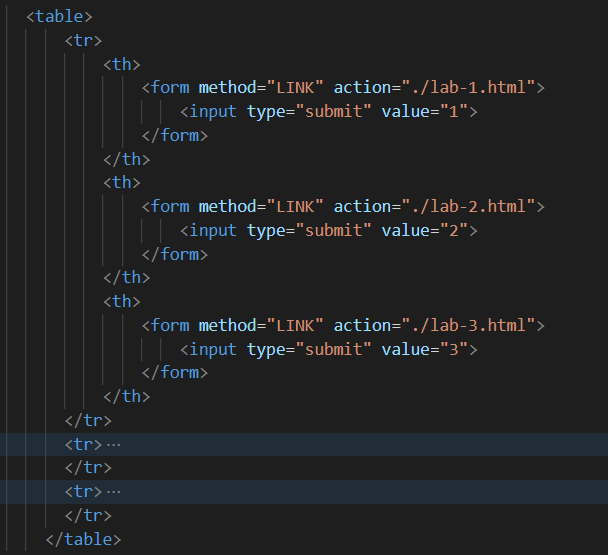 <table>
<tr>
<th>
<form method="LINK" action="./lab-1.html">
<input type="submit" value="1">
</form>
</th>
<th>
<form method="LINK" action="./lab-2.html">
<input type="submit" value="2">
</form>
</th>
<th>
<form method="LINK" action="./lab-3.html">
<input type="submit" value="3">
</form>
</th>
</tr>
<tr>···
</tr>
<tr>···
</tr>
</table>